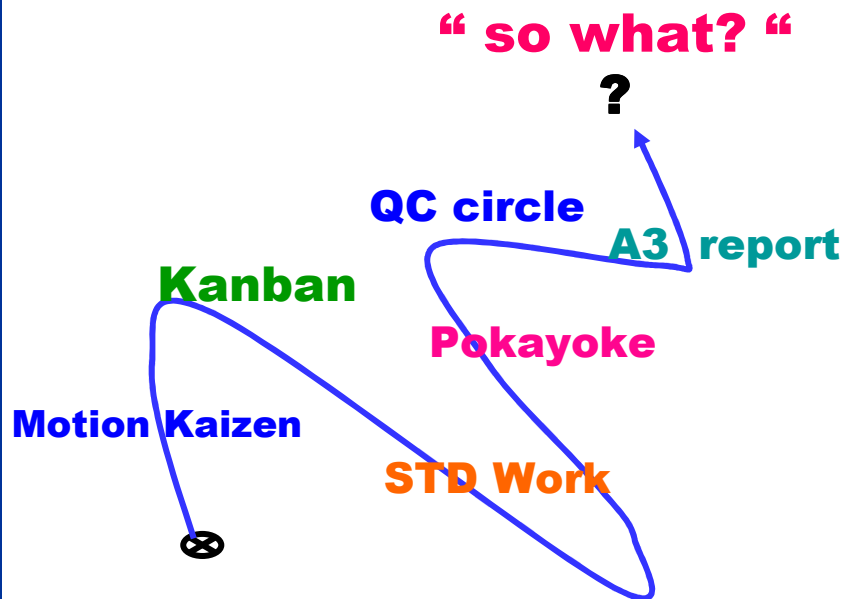 “ so what? “
?
QC circle
A3 report
Kanban
Pokayoke
Motion Kaizen
STD Work